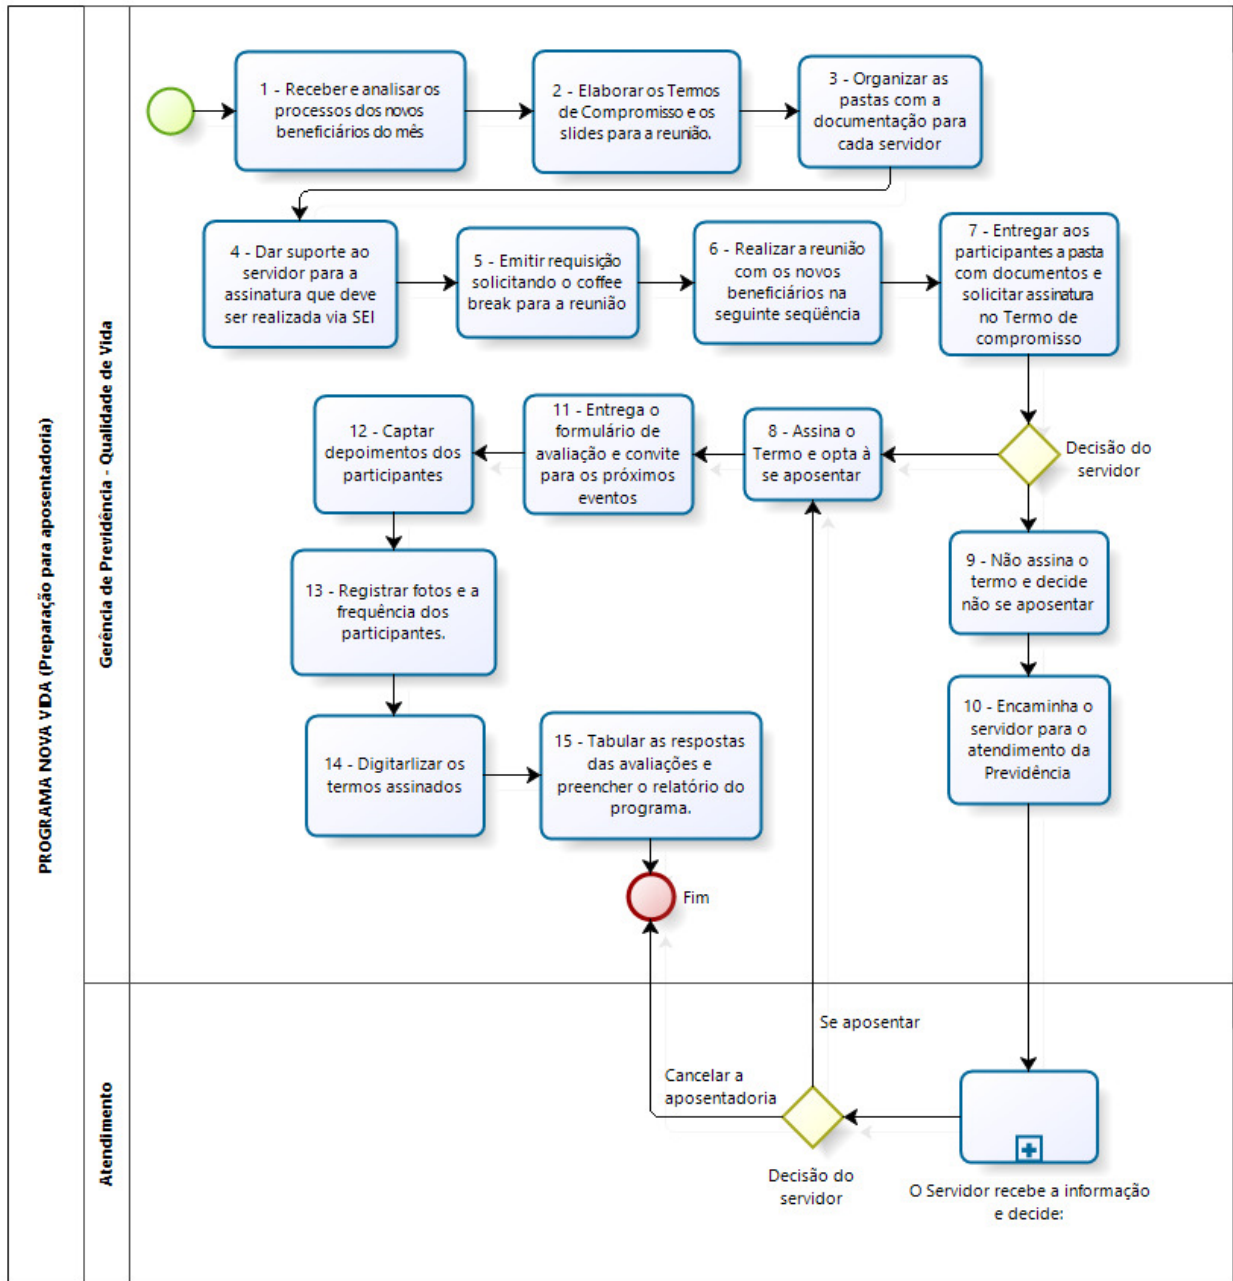 PROGRAMA NOVA VIDA (Preparação para aposentadoria)
Gerência de Previdência - Qualidade de Vida
1 - Receber e analisar os
processos dos novos
beneficiários do mês
2 - Elaborar os Termos
de Compromisso e os
slides para a reunião.
3 - Organizar as
pastas com a
documentação para
cada servidor
4 - Dar suporte ao
servidor para a
assinatura que deve
ser realizada via SEI
5 - Emitir requisição
solicitando o coffee
break para a reunião
6 - Realizar a reunião
com os novos
beneficiários na
seguinte seqüência
7 - Entregar aos
participantes a pasta
com documentos e
solicitar assinatura
no Termo de
compromisso
Decisão do
servidor
8 - Assina o
Termo e opta à
se aposentar
11 - Entrega o
formulário de
avaliação e convite
para os próximos
eventos
12 - Captar
depoimentos dos
participantes
9 - Não assina o
termo e decide
não se aposentar
13 - Registrar fotos e a
frequência dos
participantes.
10 - Encaminha o
servidor para o
atendimento da
Previdência
14 - Digitarlizar os
termos assinados
15 - Tabular as respostas
das avaliações e
preencher o relatório do
programa.
Fim
Atendimento
Se aposentar
Cancelar a
aposentadoria
Decisão do
servidor
O Servidor recebe a informação
e decide: